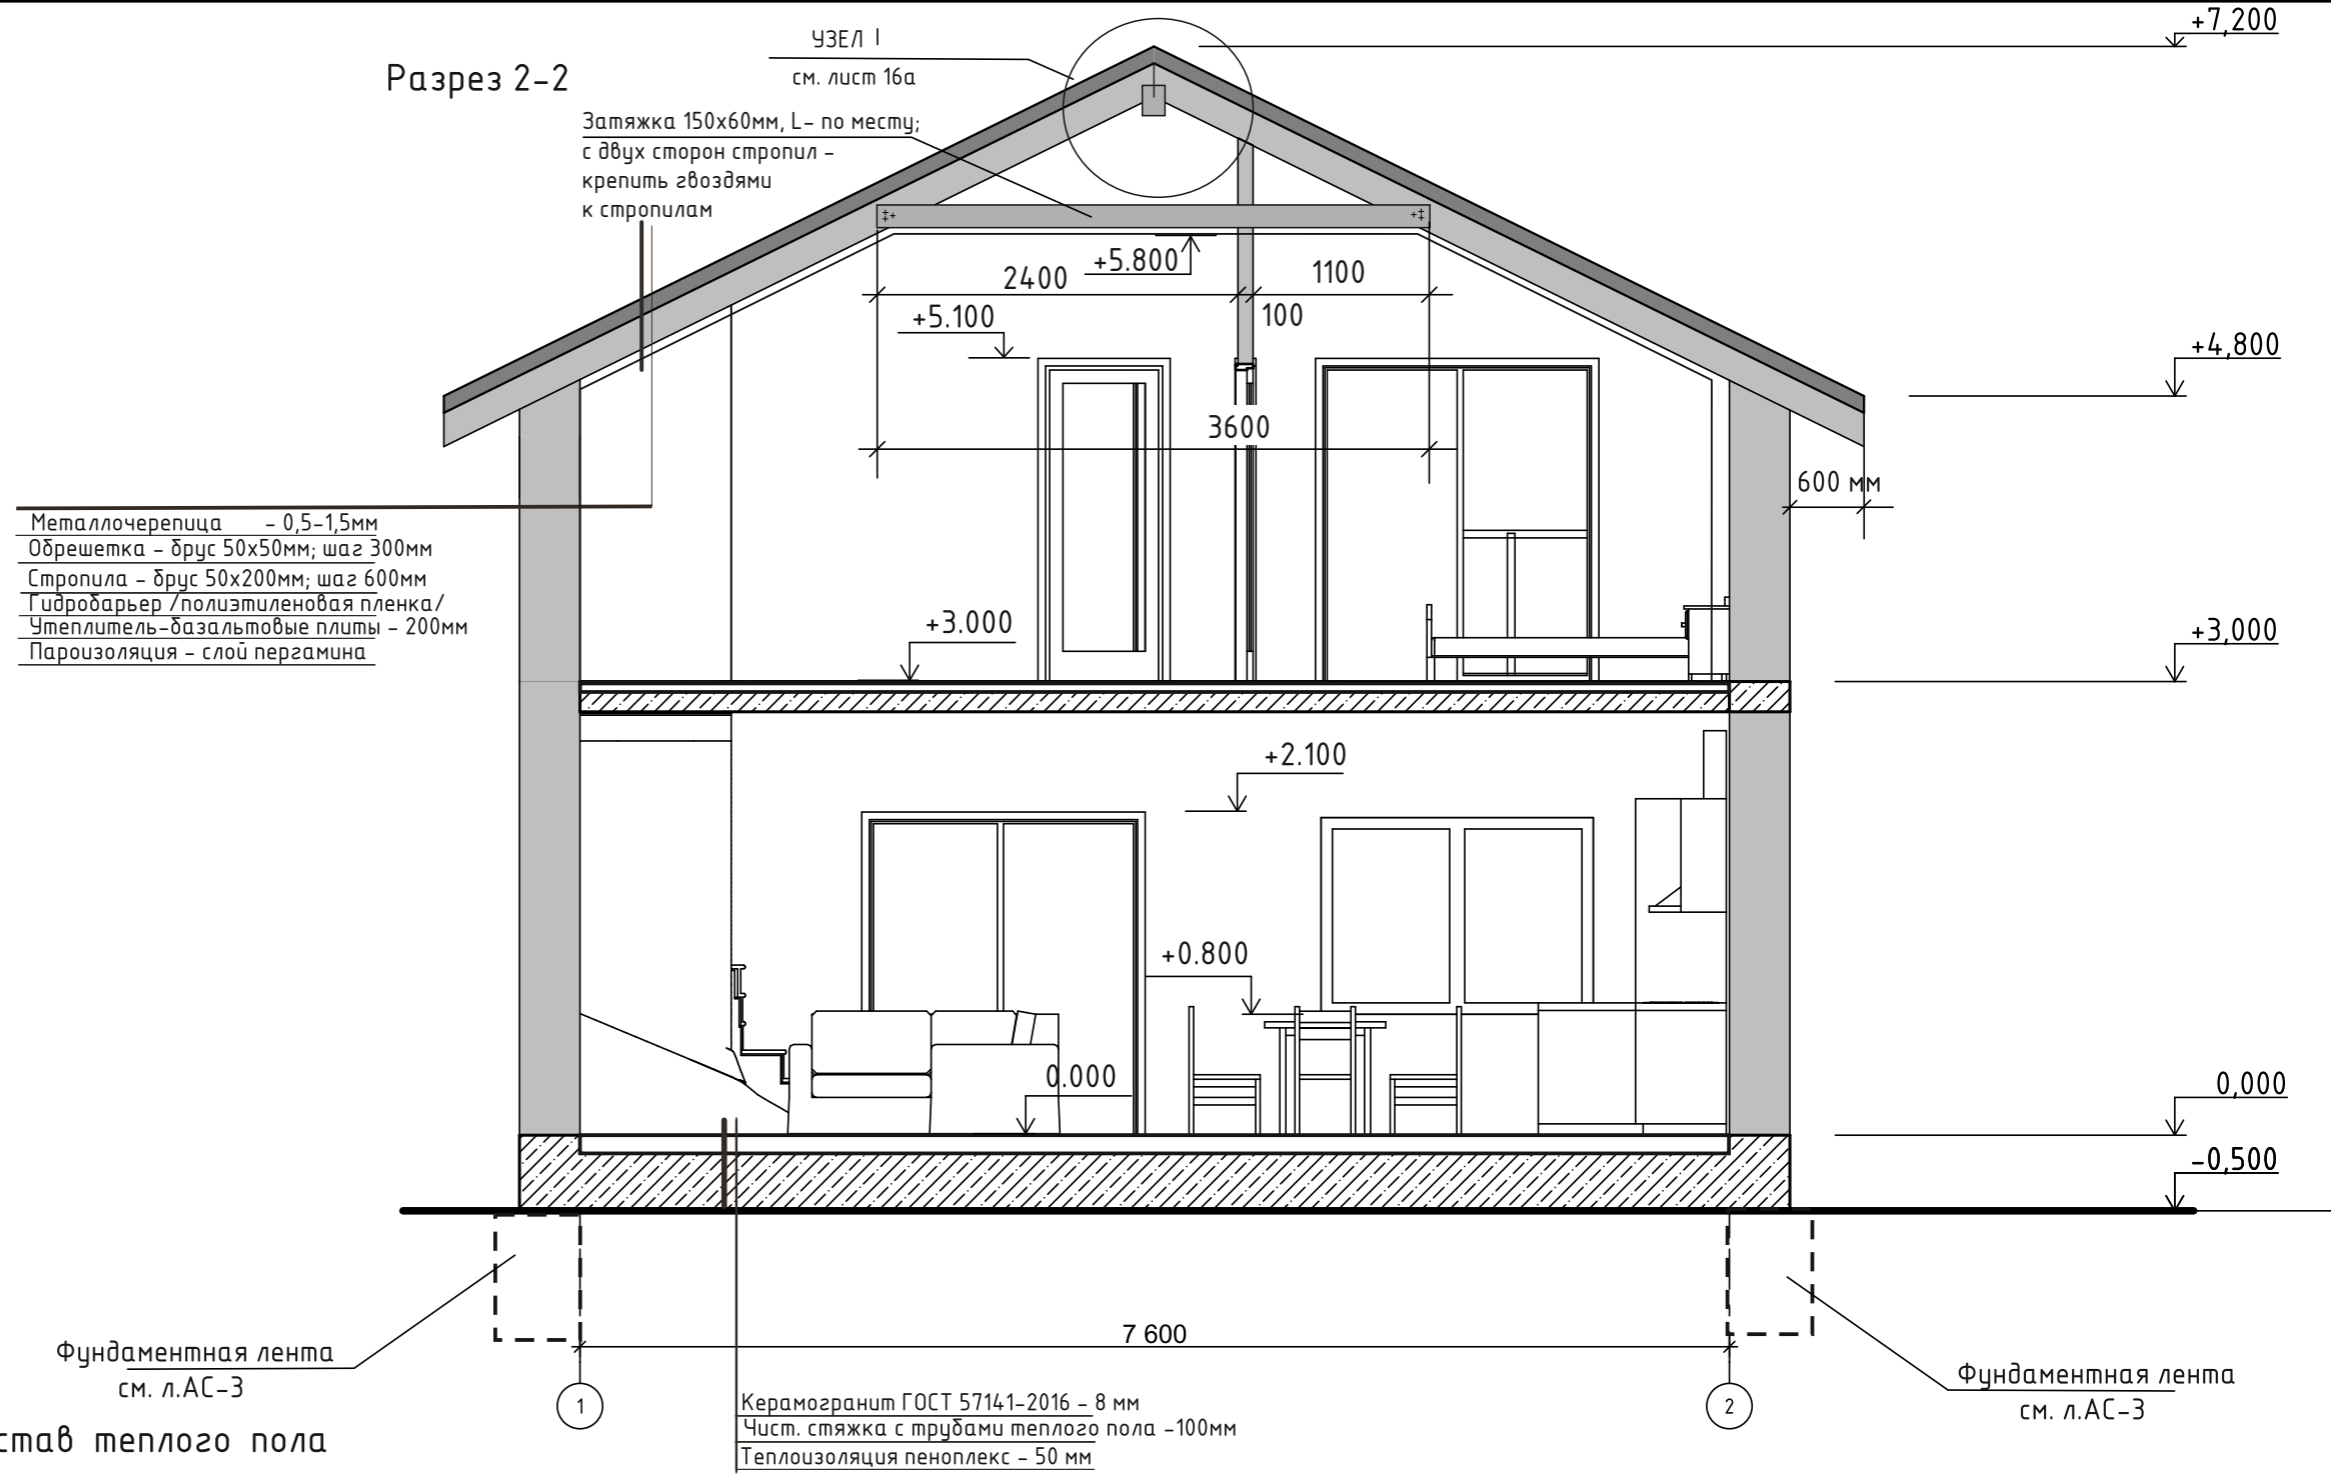 +7,200
УЗЕЛ I
см. лист 16а
Разрез 2-2
Затяжка 150х60мм, L- по месту;
с двух сторон стропил -
крепить гвоздями
к стропилам
+5.800
2400
1100
100
+5.100
+4,800
3600
600 мм
Металлочерепица - 0,5-1,5мм
Обрешетка - брус 50х50мм; шаг 300мм
Стропила - брус 50х200мм; шаг 600мм
Гидробарьер /полиэтиленовая пленка/
Утеплитель-базальтовые плиты - 200мм
Пароизоляция - слой пергамина
+3.000
+3,000
+2.100
+0.800
0.000
0,000
-0,500
7 600
Фундаментная лента
см. л.АС-3
Фундаментная лента
см. л.АС-3
1
2
Керамогранит ГОСТ 57141-2016 - 8 мм
Чист. стяжка с трубами теплого пола -100мм
Теплоизоляция пеноплекс - 50 мм
став теплого пола